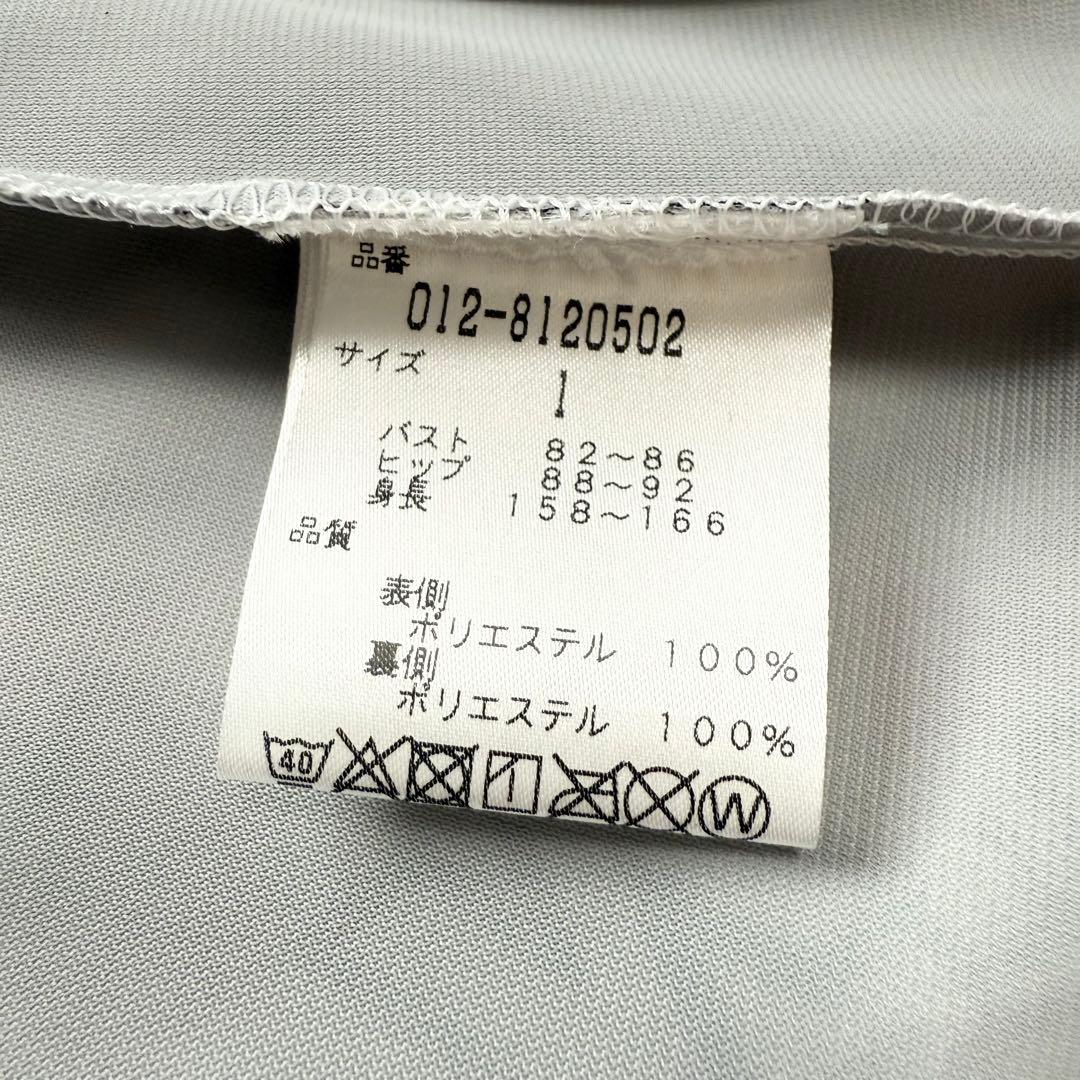 品番
012-8120502
サイズ
1
バスト 82～86
ヒップ 88～92
身長 158～166
品質
表側
ポリエステル 100%
裏側
ポリエステル 100%
40
W